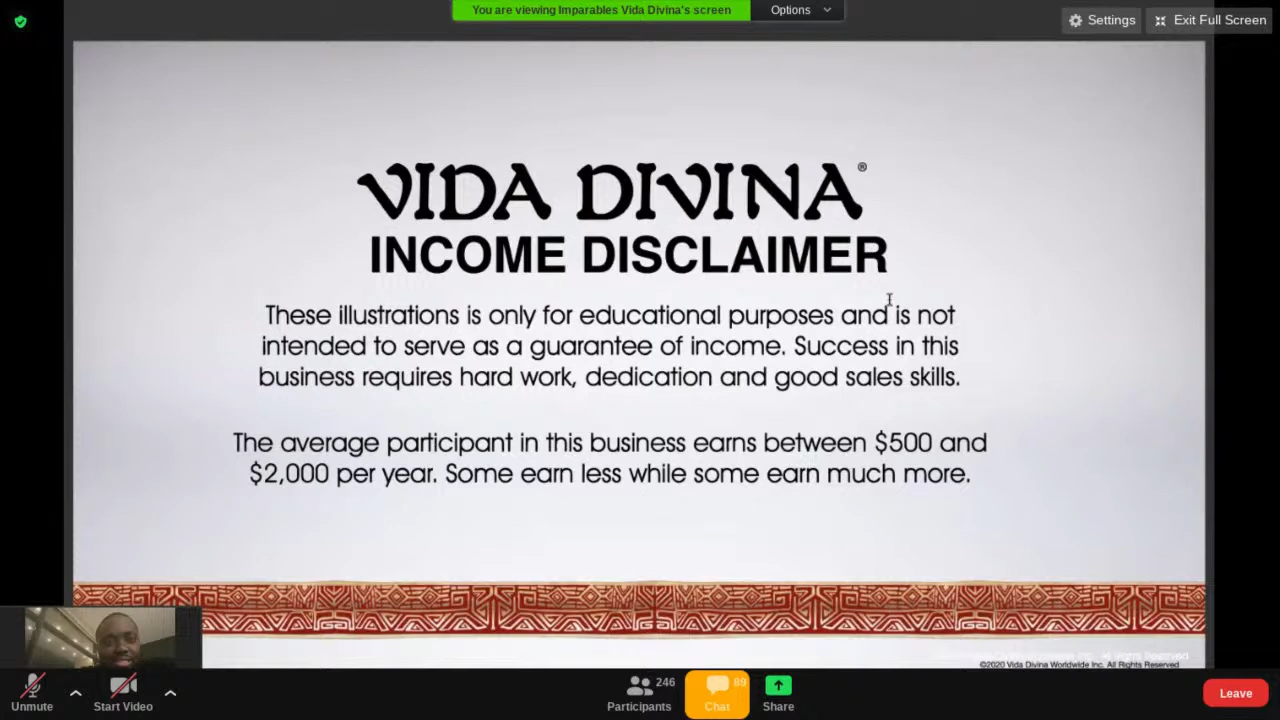 You are viewing Imparables Vida Divina's screen
Options
Settings
Exit Full Screen
VIDA DIVINA®
INCOME DISCLAIMER
These illustrations is only for educational purposes and is not
intended to serve as a guarantee of income. Success in this
business requires hard work, dedication and good sales skills.
The average participant in this business earns between $500 and
$2,000 per year. Some earn less while some earn much more.
©2020 Vida Divina Worldwide Inc. All Rights Reserved
Unmute
Start Video
246
Participants
89
Chat
Share
Leave